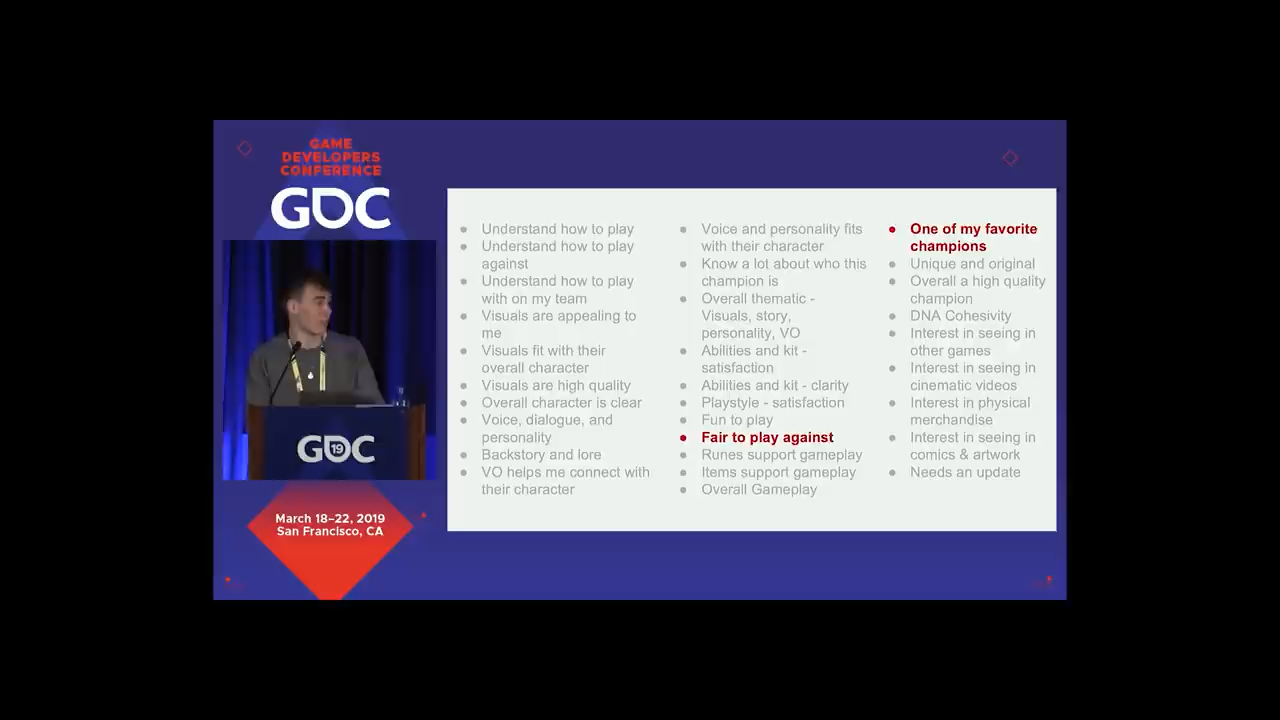 GAME
DEVELOPERS
CONFERENCE
GDC
GDC
19
March 18–22, 2019
San Francisco, CA
Understand how to play
Understand how to play
against
Understand how to play
with on my team
Visuals are appealing to
me
Visuals fit with their
overall character
Visuals are high quality
Overall character is clear
Voice, dialogue, and
personality
Backstory and lore
VO helps me connect with
their character
Voice and personality fits
with their character
Know a lot about who this
champion is
Overall thematic -
Visuals, story,
personality, VO
Abilities and kit -
satisfaction
Abilities and kit - clarity
Playstyle - satisfaction
Fun to play
Fair to play against
Runes support gameplay
Items support gameplay
Overall Gameplay
One of my favorite
champions
Unique and original
Overall a high quality
champion
DNA Cohesivity
Interest in seeing in
other games
Interest in seeing in
cinematic videos
Interest in physical
merchandise
Interest in seeing in
comics & artwork
Needs an update